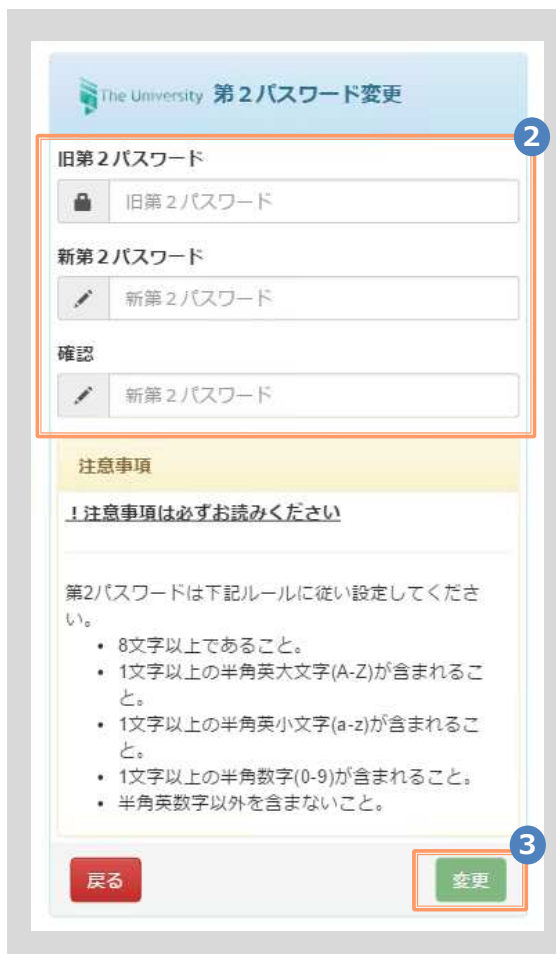 The University 第２パスワード変更
2
旧第２パスワード
旧第２パスワード
新第２パスワード
新第２パスワード
確認
新第２パスワード
注意事項
！注意事項は必ずお読みください
第2パスワードは下記ルールに従い設定してくださ
い。
• 8文字以上であること。
• 1文字以上の半角英大文字(A-Z)が含まれるこ
と。
• 1文字以上の半角英小文字(a-z)が含まれるこ
と。
• 1文字以上の半角数字(0-9)が含まれること。
• 半角英数字以外を含まないこと。
3
戻る
変更